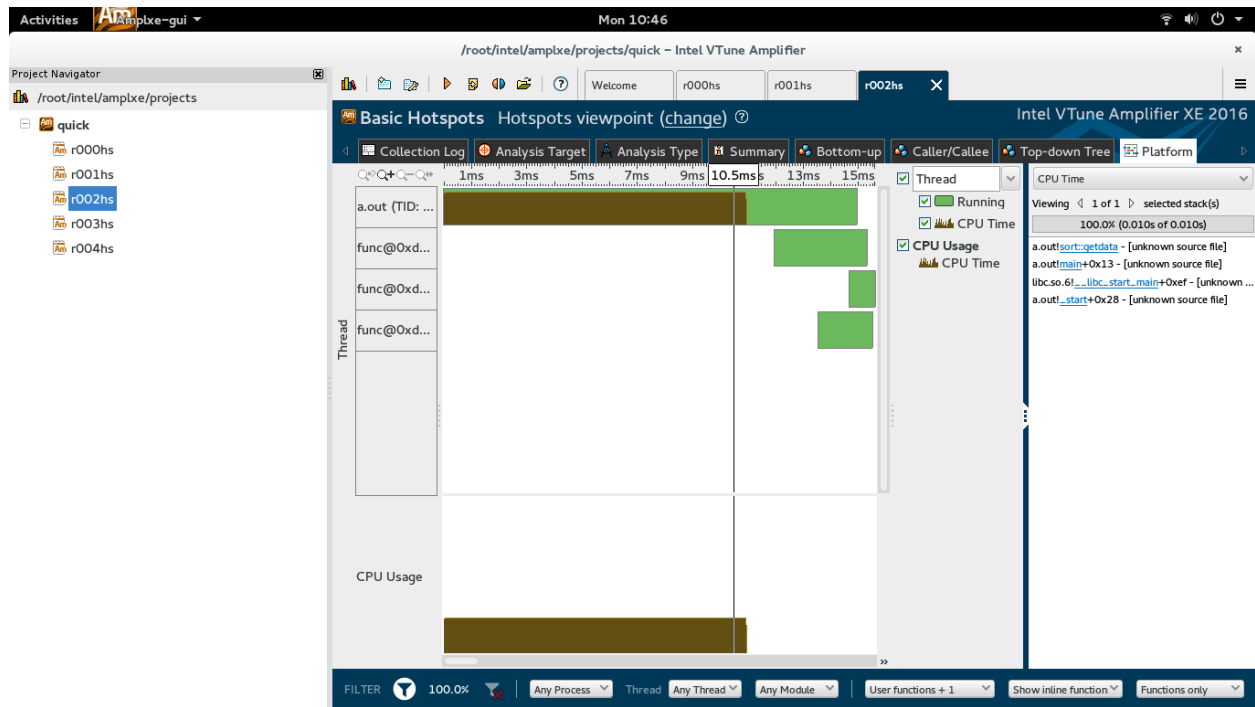 Activities Amplxe-gui Mon 10:46
/root/intel/amplxe/projects/quick – Intel VTune Amplifier ×
Project Navigator
/root/intel/amplxe/projects
quick
r000hs
r001hs
r002hs
r003hs
r004hs
Welcome r000hs r001hs r002hs
Basic Hotspots Hotspots viewpoint (change)
Intel VTune Amplifier XE 2016
Collection Log Analysis Target Analysis Type Summary Bottom-up Caller/Callee Top-down Tree Platform
1ms 3ms 5ms 7ms 9ms 10.5ms 13ms 15ms
Thread
a.out (TID: ...
func@0xd...
func@0xd...
func@0xd...
CPU Usage
Thread
Running
CPU Time
CPU Usage
CPU Time
CPU Time
Viewing 1 of 1 selected stack(s)
100.0% (0.010s of 0.010s)
a.out!sort::getdata - [unknown source file]
a.out!main+0x13 - [unknown source file]
libc.so.6!__libc_start_main+0xef - [unknown ...
a.out!_start+0x28 - [unknown source file]
FILTER 100.0% Any Process Thread Any Thread Any Module User functions + 1 Show inline function Functions only